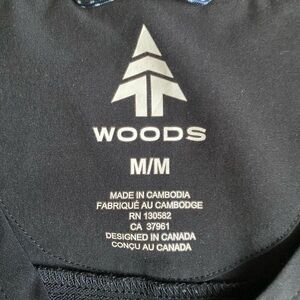 WOODS
M/M
MADE IN CAMBODIA
FABRIQUÉ AU CAMBODGE
RN 130582
CA 37961
DESIGNED IN CANADA
CONÇU AU CANADA